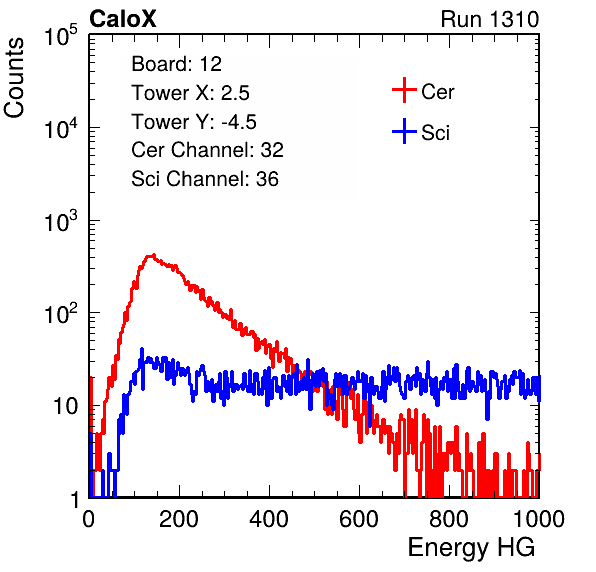 CaloX Run 1310
Counts
10^5
10^4
10^3
10^2
10
1
Board: 12
Tower X: 2.5
Tower Y: -4.5
Cer Channel: 32
Sci Channel: 36
Cer
Sci
0 200 400 600 800 1000
Energy HG